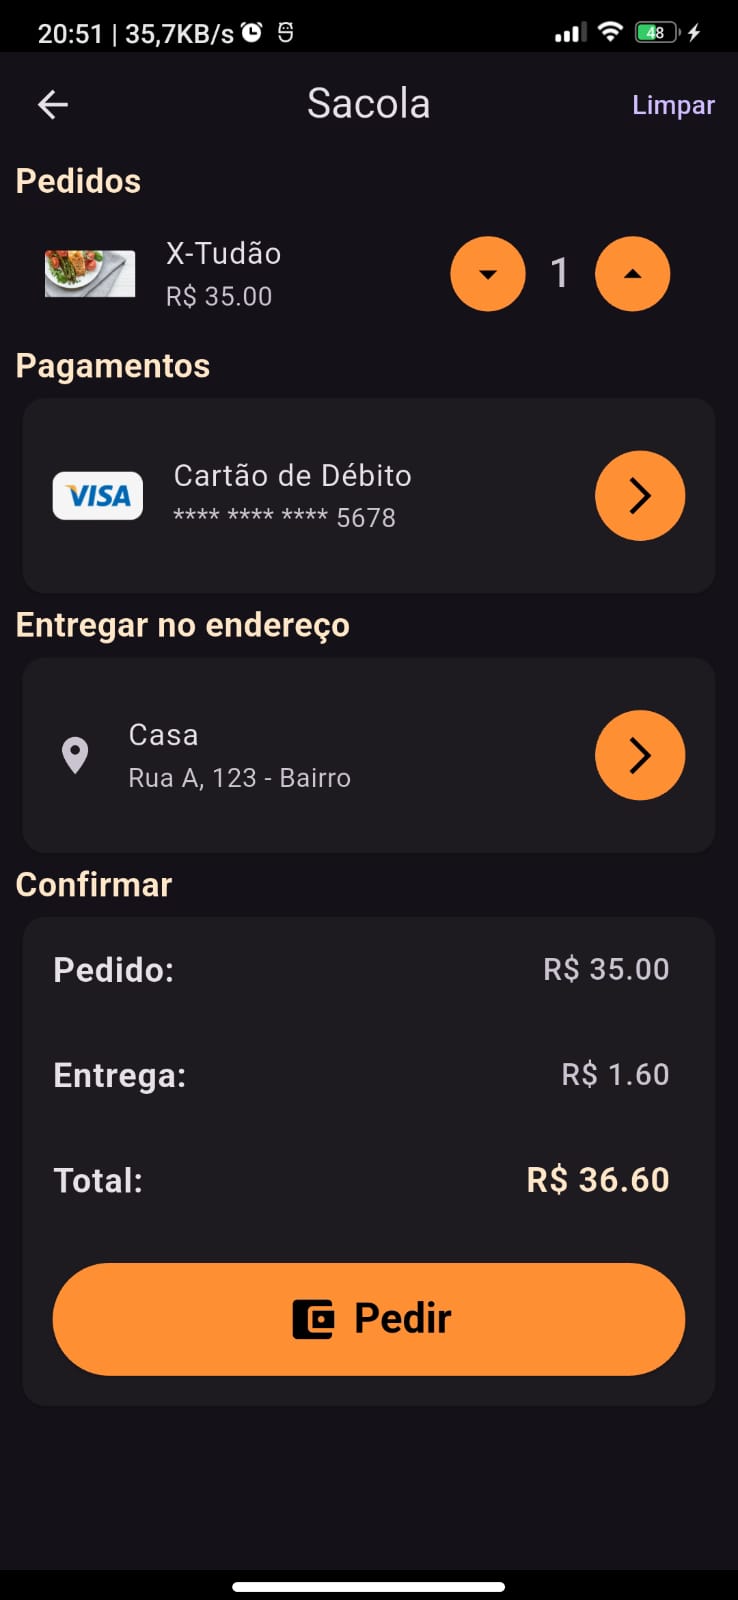 20:51 | 35,7KB/s
48
Sacola
Limpar
Pedidos
X-Tudão
R$ 35.00
1
Pagamentos
VISA
Cartão de Débito
**** **** **** 5678
Entregar no endereço
Casa
Rua A, 123 - Bairro
Confirmar
Pedido:
R$ 35.00
Entrega:
R$ 1.60
Total:
R$ 36.60
Pedir